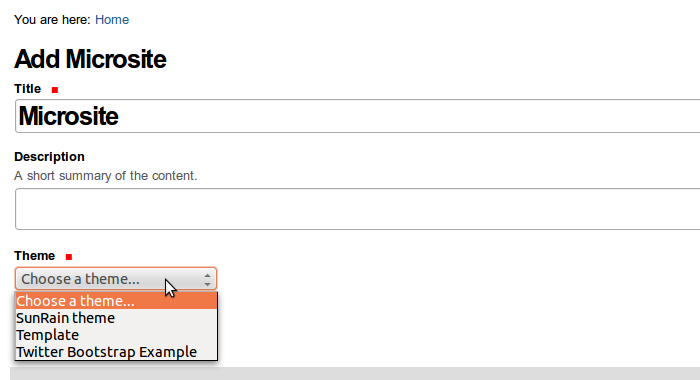 You are here: Home
Add Microsite
Title
Microsite
Description
A short summary of the content.
Theme
Choose a theme...
Choose a theme...
SunRain theme
Template
Twitter Bootstrap Example